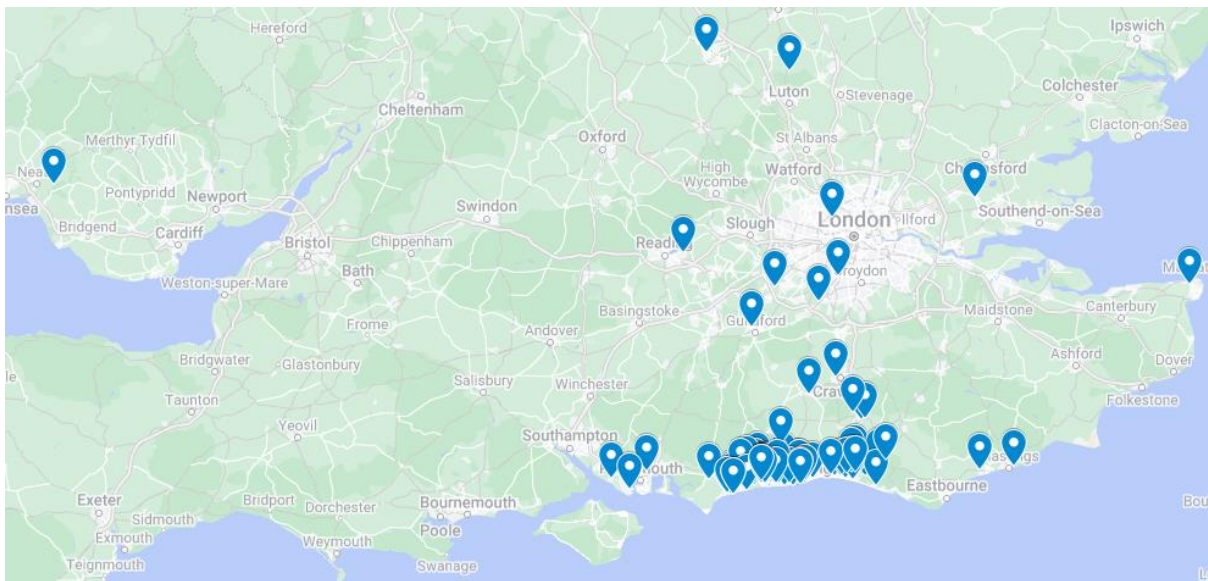 Hereford
Ipswich
Cheltenham
Luton
Stevenage
Colchester
Clacton-on-Sea
Merthyr Tydfil
Oxford
St Albans
Pontypridd
Newport
High
Wycombe
Watford
Swindon
Southend-on-Sea
Bridgend
Cardiff
Bristol
Chippenham
Slough
London
Ilford
Bath
Weston-super-Mare
Basingstoke
Maidstone
Canterbury
Frome
Andover
Bridgwater
Glastonbury
Ashford
Dover
Salisbury
Winchester
Folkestone
Taunton
Yeovil
Southampton
Exeter
Sidmouth
Bridport
Dorchester
Bournemouth
Poole
Eastbourne
Exmouth
Weymouth
Swanage
Teignmouth